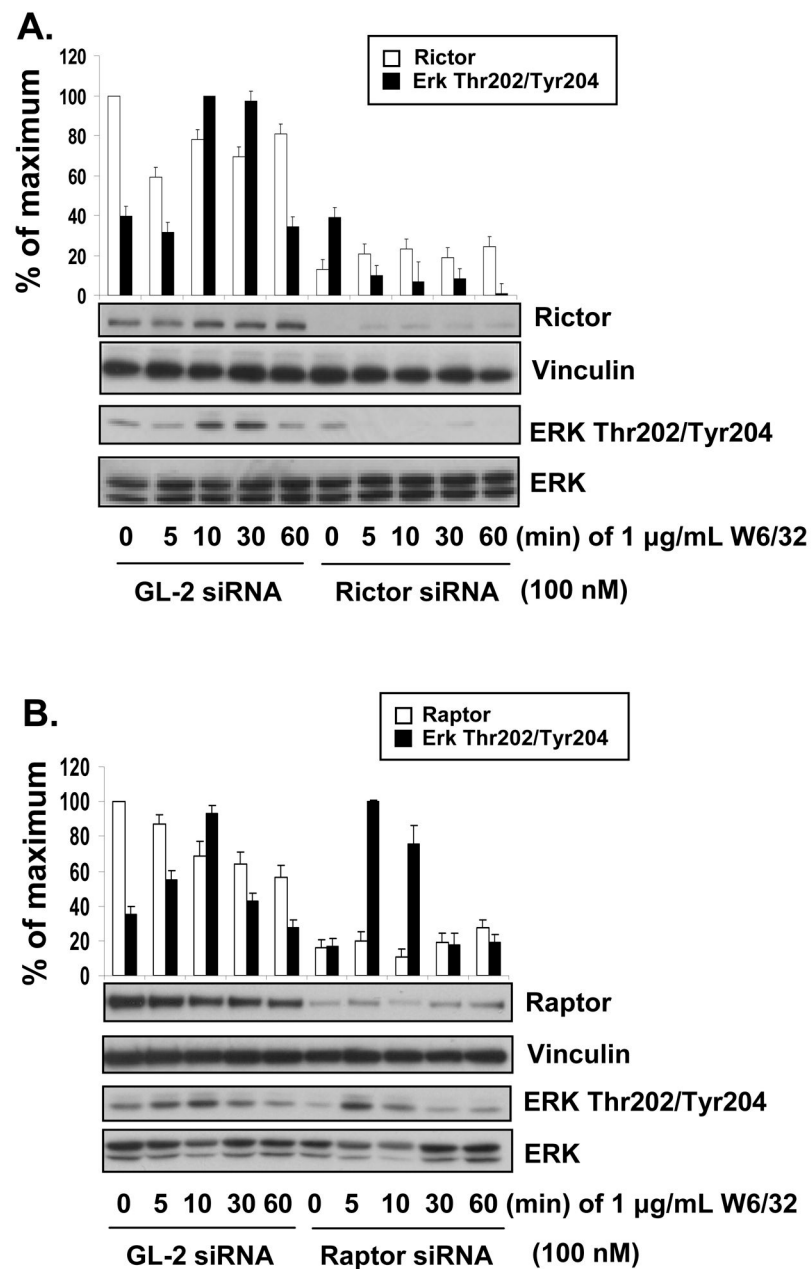 A.
Rictor
Erk Thr202/Tyr204
% of maximum
120
100
80
60
40
20
0
Rictor
Vinculin
ERK Thr202/Tyr204
ERK
0 5 10 30 60 0 5 10 30 60 (min) of 1 µg/mL W6/32
GL-2 siRNA Rictor siRNA (100 nM)
B.
Raptor
Erk Thr202/Tyr204
% of maximum
120
100
80
60
40
20
0
Raptor
Vinculin
ERK Thr202/Tyr204
ERK
0 5 10 30 60 0 5 10 30 60 (min) of 1 µg/mL W6/32
GL-2 siRNA Raptor siRNA (100 nM)